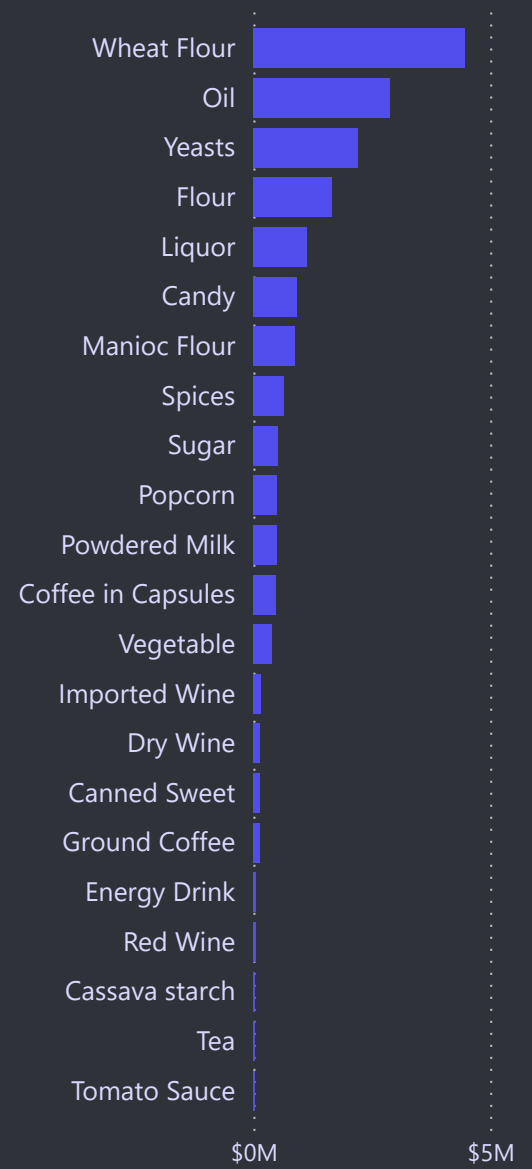 Wheat Flour
Oil
Yeasts
Flour
Liquor
Candy
Manioc Flour
Spices
Sugar
Popcorn
Powdered Milk
Coffee in Capsules
Vegetable
Imported Wine
Dry Wine
Canned Sweet
Ground Coffee
Energy Drink
Red Wine
Cassava starch
Tea
Tomato Sauce
$0M $5M